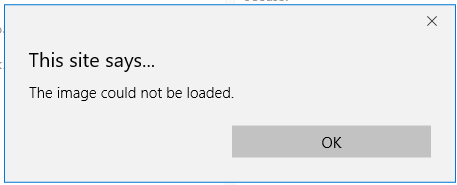 This site says...
The image could not be loaded.
OK